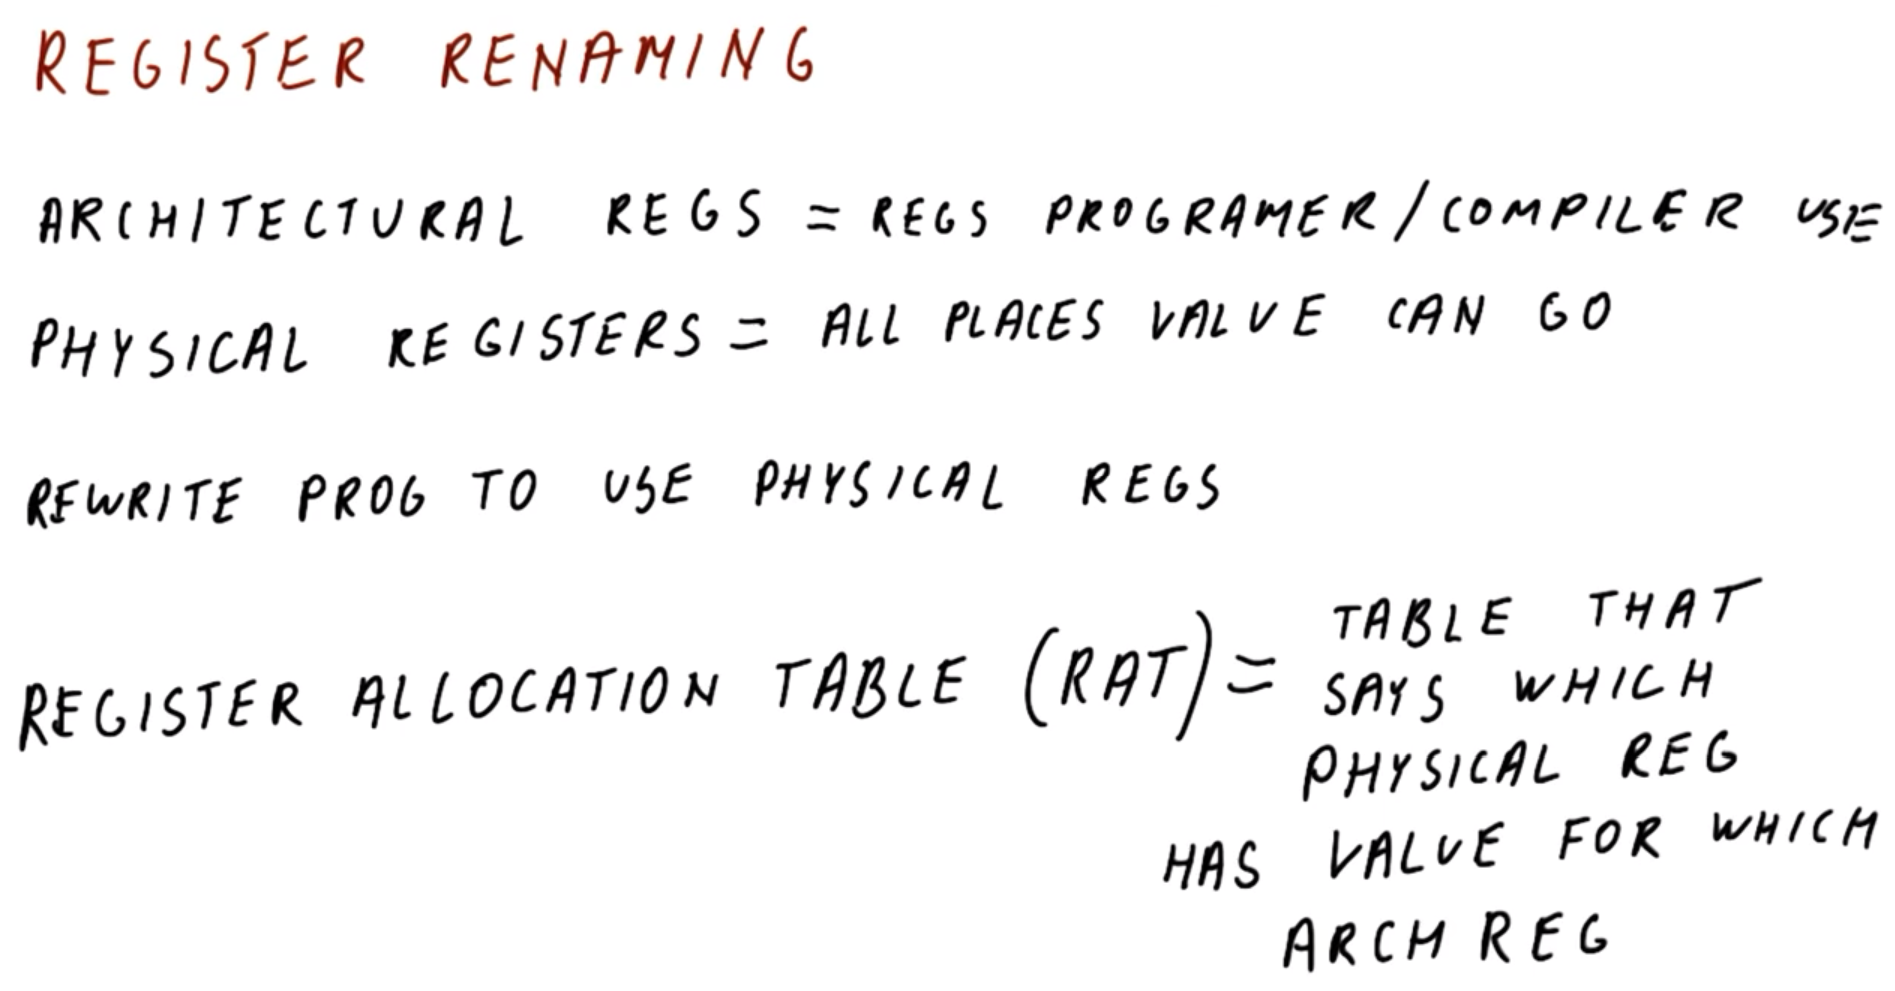 REGISTER RENAMING
ARCHITECTURAL REGS = REGS PROGRAMER/COMPILER USE
PHYSICAL REGISTERS = ALL PLACES VALUE CAN GO
REWRITE PROG TO USE PHYSICAL REGS
REGISTER ALLOCATION TABLE (RAT) = TABLE THAT
SAYS WHICH
PHYSICAL REG
HAS VALUE FOR WHICH
ARCH REG